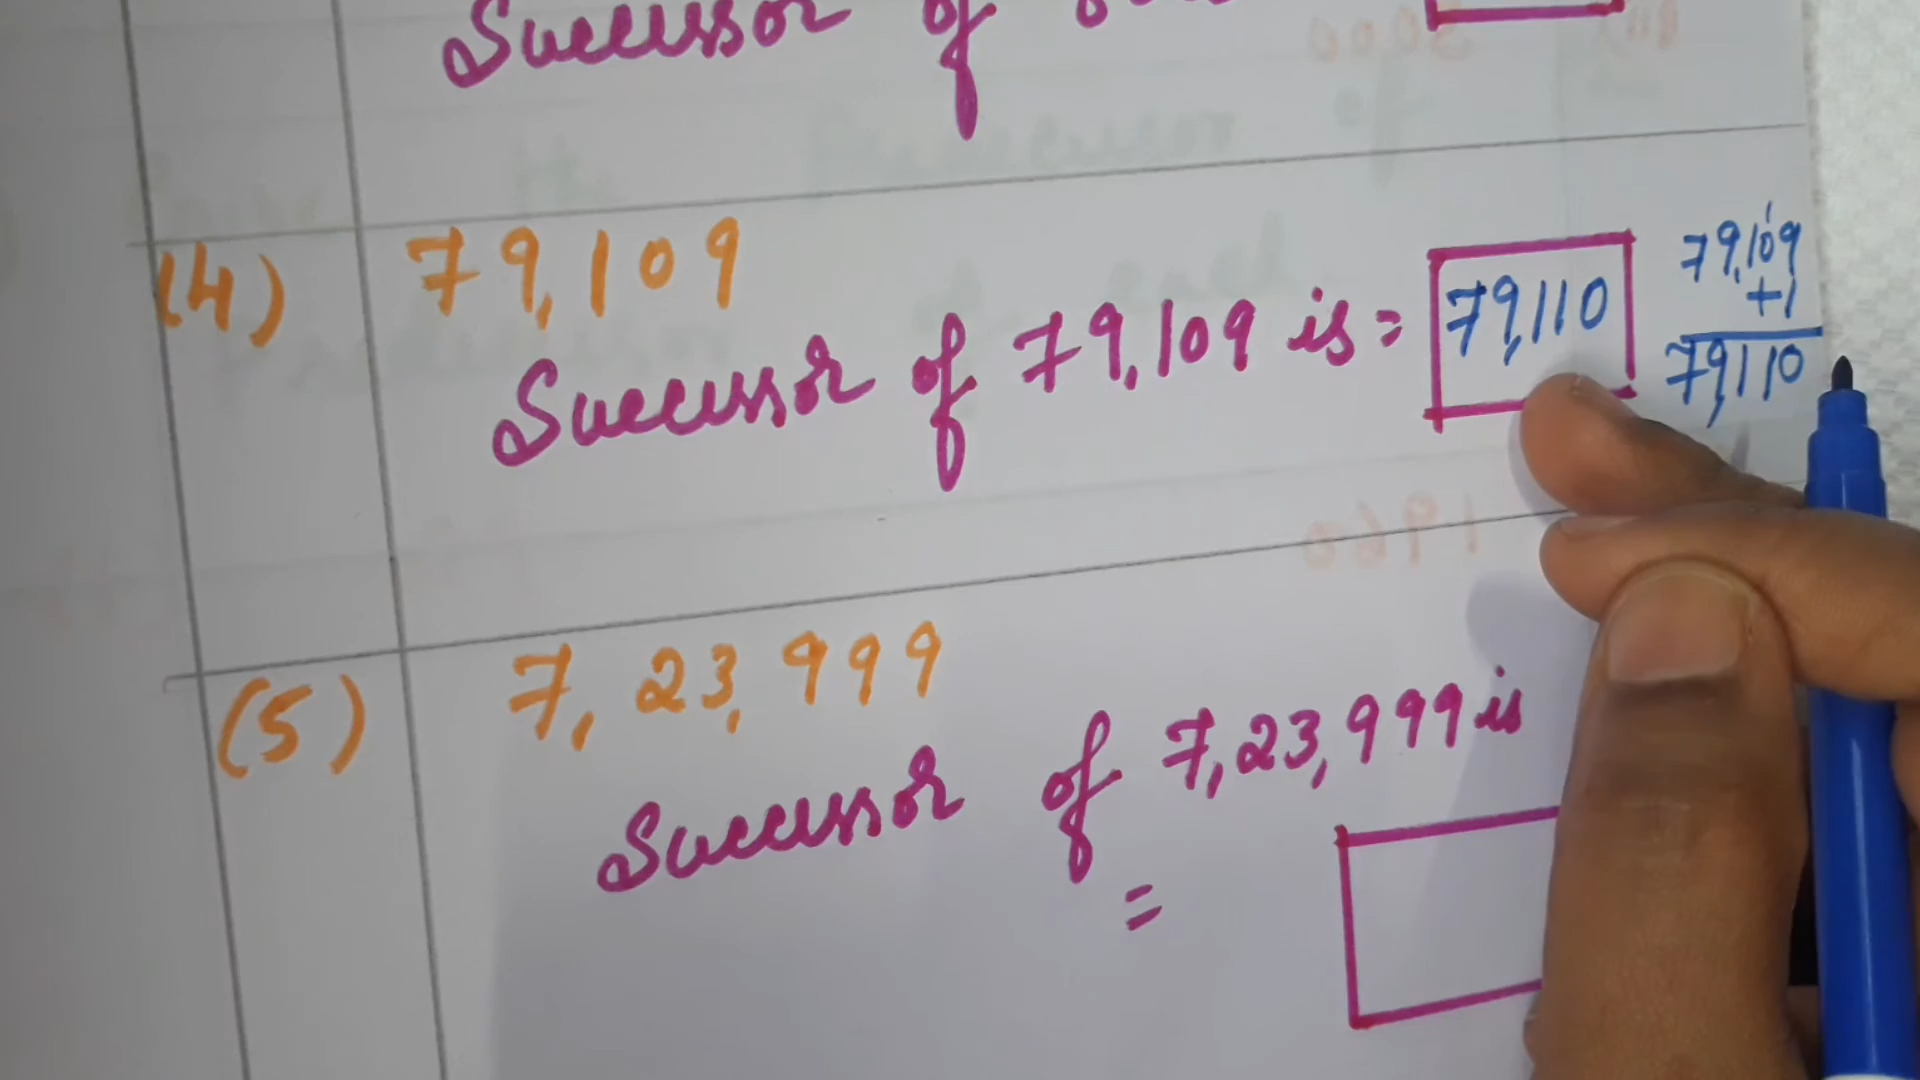 Successor of
(4) 79,109
Successor of 79,109 is = 79,110
79,109
+1
79,110
(5) 7,23,999
Successor of 7,23,999 is
=